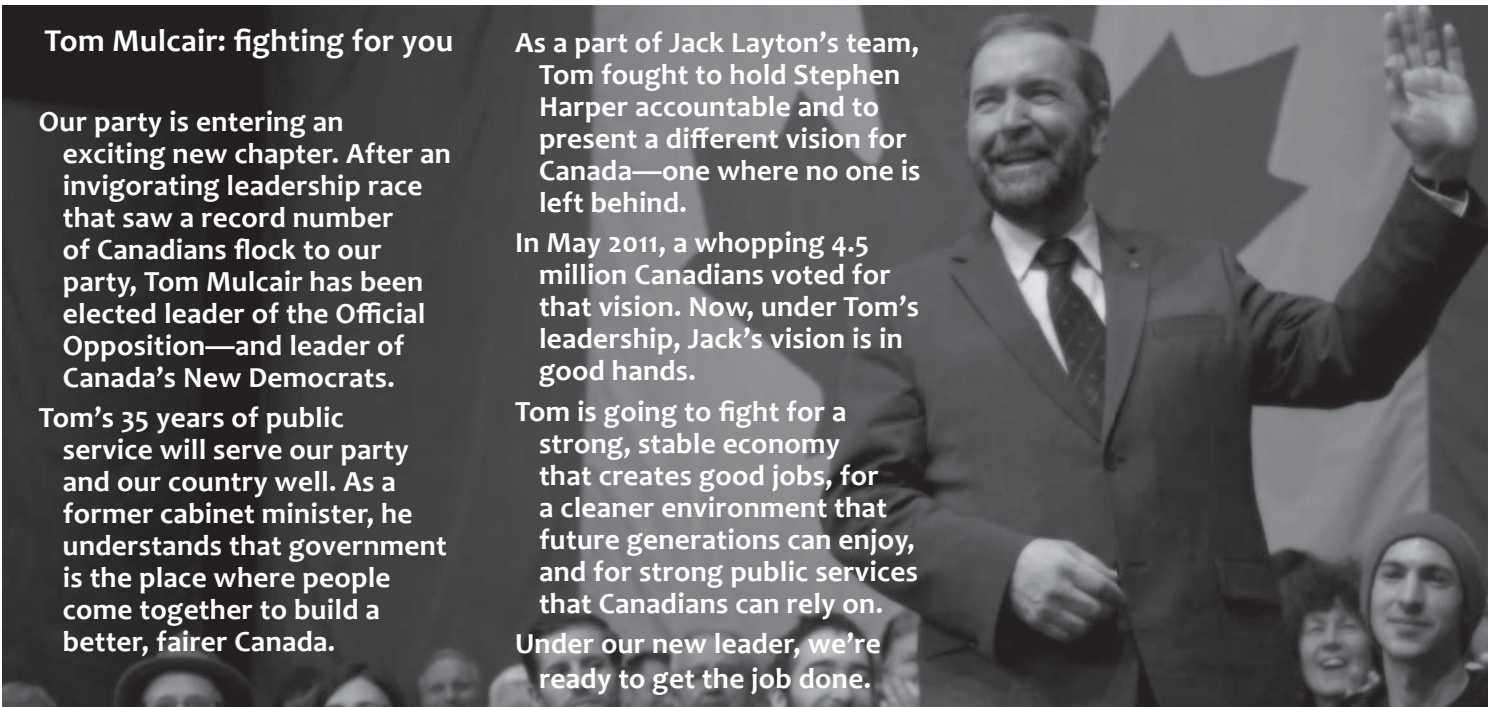 Tom Mulcair: fighting for you
Our party is entering an
exciting new chapter. After an
invigorating leadership race
that saw a record number
of Canadians flock to our
party, Tom Mulcair has been
elected leader of the Official
Opposition—and leader of
Canada’s New Democrats.
Tom’s 35 years of public
service will serve our party
and our country well. As a
former cabinet minister, he
understands that government
is the place where people
come together to build a
better, fairer Canada.
As a part of Jack Layton’s team,
Tom fought to hold Stephen
Harper accountable and to
present a different vision for
Canada—one where no one is
left behind.
In May 2011, a whopping 4.5
million Canadians voted for
that vision. Now, under Tom’s
leadership, Jack’s vision is in
good hands.
Tom is going to fight for a
strong, stable economy
that creates good jobs, for
a cleaner environment that
future generations can enjoy,
and for strong public services
that Canadians can rely on.
Under our new leader, we’re
ready to get the job done.